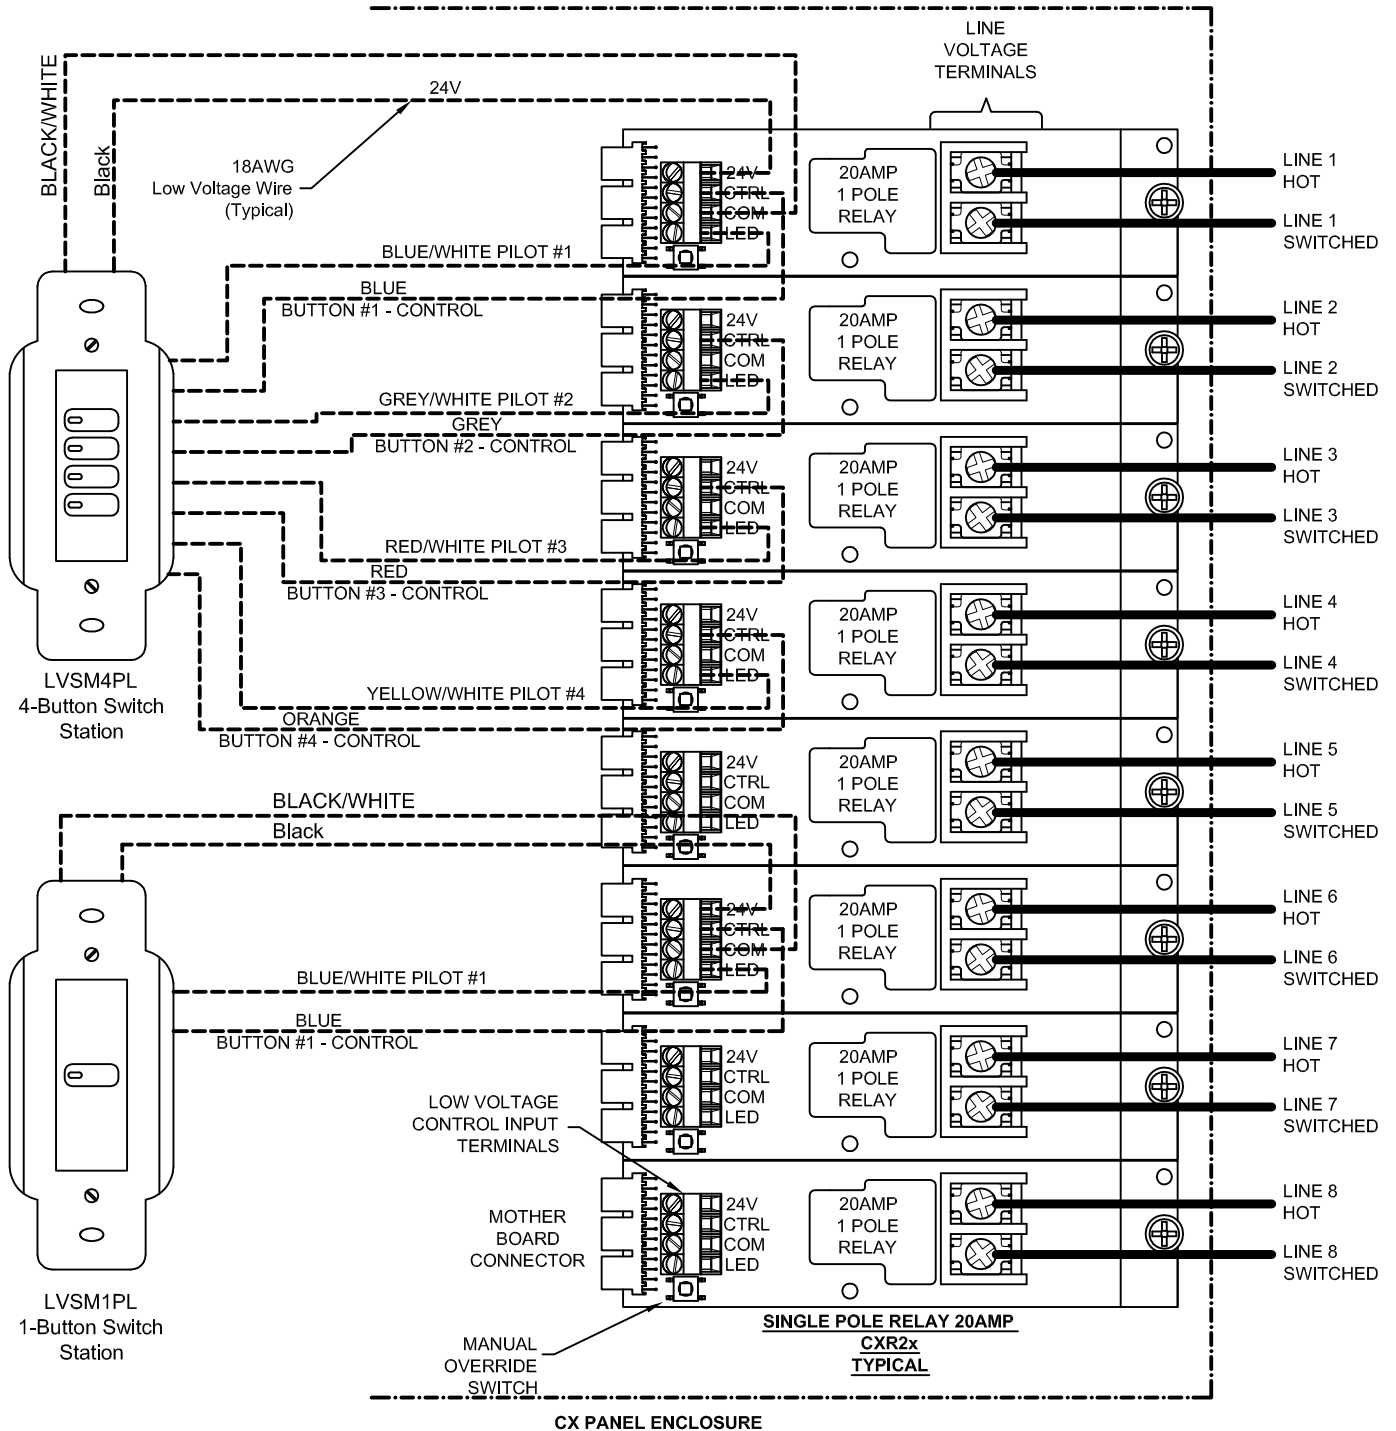 LINE
VOLTAGE
TERMINALS
BLACK/WHITE
Black
24V
18AWG
Low Voltage Wire
(Typical)
24V
CTRL
COM
LED
20AMP
1 POLE
RELAY
LINE 1
HOT
LINE 1
SWITCHED
BLUE/WHITE PILOT #1
BLUE
BUTTON #1 - CONTROL
24V
CTRL
COM
LED
20AMP
1 POLE
RELAY
LINE 2
HOT
LINE 2
SWITCHED
GREY/WHITE PILOT #2
GREY
BUTTON #2 - CONTROL
24V
CTRL
COM
LED
20AMP
1 POLE
RELAY
LINE 3
HOT
LINE 3
SWITCHED
RED/WHITE PILOT #3
RED
BUTTON #3 - CONTROL
24V
CTRL
COM
LED
20AMP
1 POLE
RELAY
LINE 4
HOT
LINE 4
SWITCHED
LVSM4PL
4-Button Switch
Station
YELLOW/WHITE PILOT #4
ORANGE
BUTTON #4 - CONTROL
24V
CTRL
COM
LED
20AMP
1 POLE
RELAY
LINE 5
HOT
LINE 5
SWITCHED
BLACK/WHITE
Black
24V
CTRL
COM
LED
20AMP
1 POLE
RELAY
LINE 6
HOT
LINE 6
SWITCHED
BLUE/WHITE PILOT #1
BLUE
BUTTON #1 - CONTROL
24V
CTRL
COM
LED
20AMP
1 POLE
RELAY
LINE 7
HOT
LINE 7
SWITCHED
LOW VOLTAGE
CONTROL INPUT
TERMINALS
24V
CTRL
COM
LED
20AMP
1 POLE
RELAY
LINE 8
HOT
LINE 8
SWITCHED
MOTHER
BOARD
CONNECTOR
LVSM1PL
1-Button Switch
Station
MANUAL
OVERRIDE
SWITCH
SINGLE POLE RELAY 20AMP
CXR2x
TYPICAL
CX PANEL ENCLOSURE